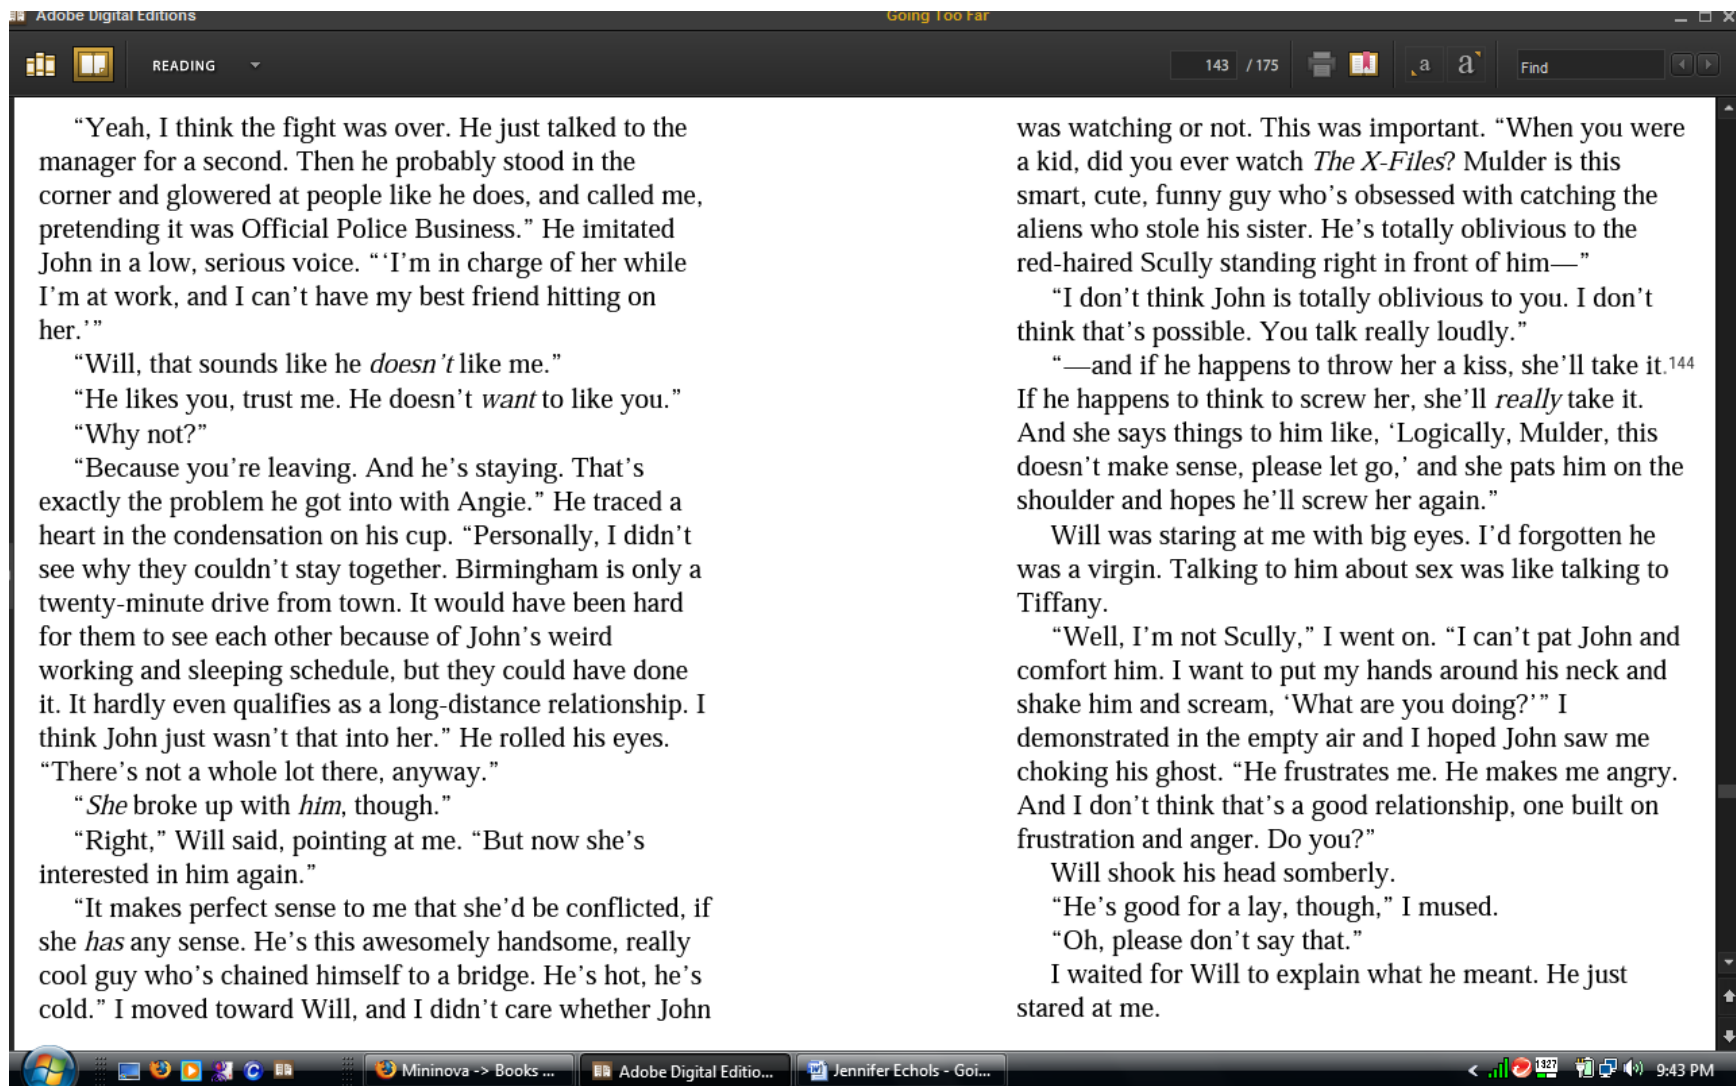 Adobe Digital Editions
Going Too Far
READING
143 / 175
a
a
Find
“Yeah, I think the fight was over. He just talked to the
manager for a second. Then he probably stood in the
corner and glowered at people like he does, and called me,
pretending it was Official Police Business.” He imitated
John in a low, serious voice. “‘I’m in charge of her while
I’m at work, and I can’t have my best friend hitting on
her.’”
“Will, that sounds like he doesn’t like me.”
“He likes you, trust me. He doesn’t want to like you.”
“Why not?”
“Because you’re leaving. And he’s staying. That’s
exactly the problem he got into with Angie.” He traced a
heart in the condensation on his cup. “Personally, I didn’t
see why they couldn’t stay together. Birmingham is only a
twenty-minute drive from town. It would have been hard
for them to see each other because of John’s weird
working and sleeping schedule, but they could have done
it. It hardly even qualifies as a long-distance relationship. I
think John just wasn’t that into her.” He rolled his eyes.
“There’s not a whole lot there, anyway.”
“She broke up with him, though.”
“Right,” Will said, pointing at me. “But now she’s
interested in him again.”
“It makes perfect sense to me that she’d be conflicted, if
she has any sense. He’s this awesomely handsome, really
cool guy who’s chained himself to a bridge. He’s hot, he’s
cold.” I moved toward Will, and I didn’t care whether John
was watching or not. This was important. “When you were
a kid, did you ever watch The X-Files? Mulder is this
smart, cute, funny guy who’s obsessed with catching the
aliens who stole his sister. He’s totally oblivious to the
red-haired Scully standing right in front of him—”
“I don’t think John is totally oblivious to you. I don’t
think that’s possible. You talk really loudly.”
“—and if he happens to throw her a kiss, she’ll take it. 144
If he happens to think to screw her, she’ll really take it.
And she says things to him like, ‘Logically, Mulder, this
doesn’t make sense, please let go,’ and she pats him on the
shoulder and hopes he’ll screw her again.”
Will was staring at me with big eyes. I’d forgotten he
was a virgin. Talking to him about sex was like talking to
Tiffany.
“Well, I’m not Scully,” I went on. “I can’t pat John and
comfort him. I want to put my hands around his neck and
shake him and scream, ‘What are you doing?’” I
demonstrated in the empty air and I hoped John saw me
choking his ghost. “He frustrates me. He makes me angry.
And I don’t think that’s a good relationship, one built on
frustration and anger. Do you?”
Will shook his head somberly.
“He’s good for a lay, though,” I mused.
“Oh, please don’t say that.”
I waited for Will to explain what he meant. He just
stared at me.
Mininova -> Books ...
Adobe Digital Editio...
Jennifer Echols - Goi...
9:43 PM